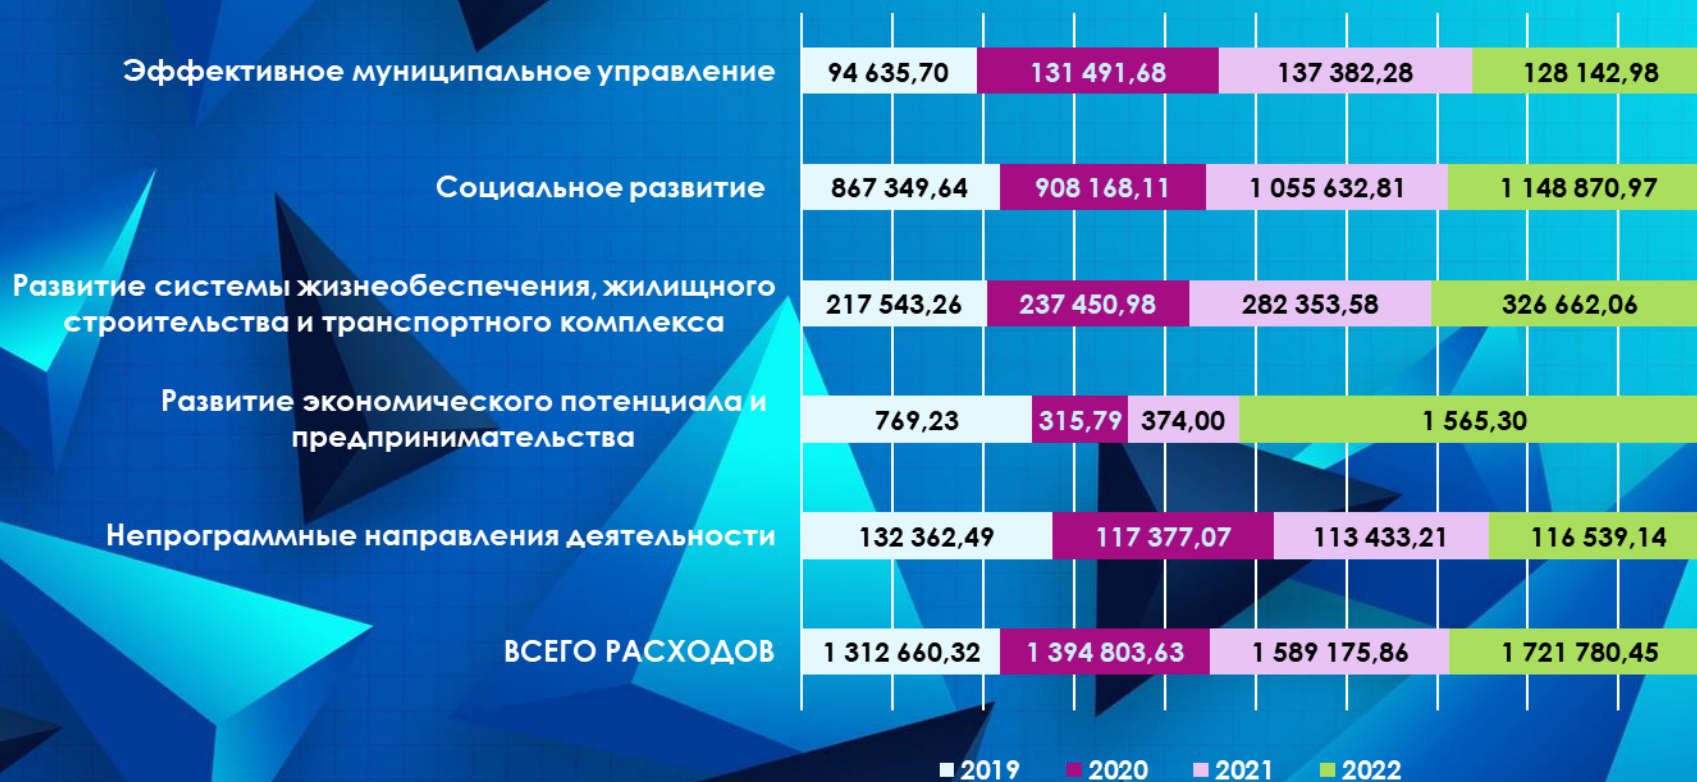 Эффективное муниципальное управление 94 635,70 131 491,68 137 382,28 128 142,98
Социальное развитие 867 349,64 908 168,11 1 055 632,81 1 148 870,97
Развитие системы жизнеобеспечения, жилищного
строительства и транспортного комплекса
217 543,26 237 450,98 282 353,58 326 662,06
Развитие экономического потенциала и
предпринимательства
769,23 315,79 374,00 1 565,30
Непрограммные направления деятельности 132 362,49 117 377,07 113 433,21 116 539,14
ВСЕГО РАСХОДОВ 1 312 660,32 1 394 803,63 1 589 175,86 1 721 780,45
2019 2020 2021 2022